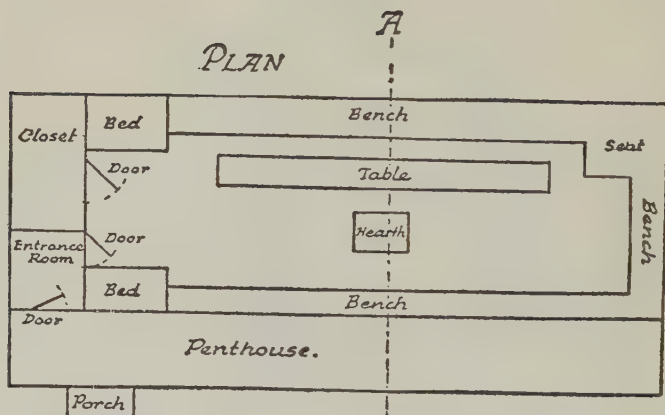 A
PLAN
Closet
Bed
Bench
Seat
Door
Table
Bench
Hearth
Door
Entrance
Room
Bed
Bench
Door
Penthouse.
Porch